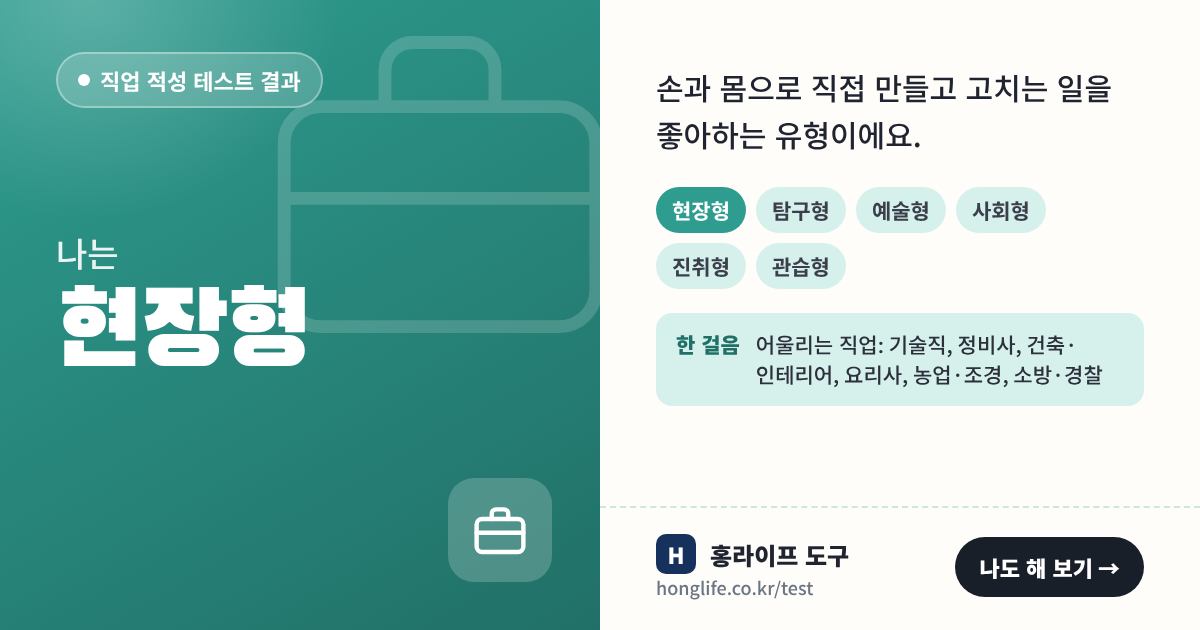 직업 적성 테스트 결과
나는
현장형
손과 몸으로 직접 만들고 고치는 일을
좋아하는 유형이에요.
현장형 탐구형 예술형 사회형
진취형 관습형
한 걸음 어울리는 직업: 기술직, 정비사, 건축·
인테리어, 요리사, 농업·조경, 소방·경찰
H 홍라이프 도구
honglife.co.kr/test
나도 해 보기 →